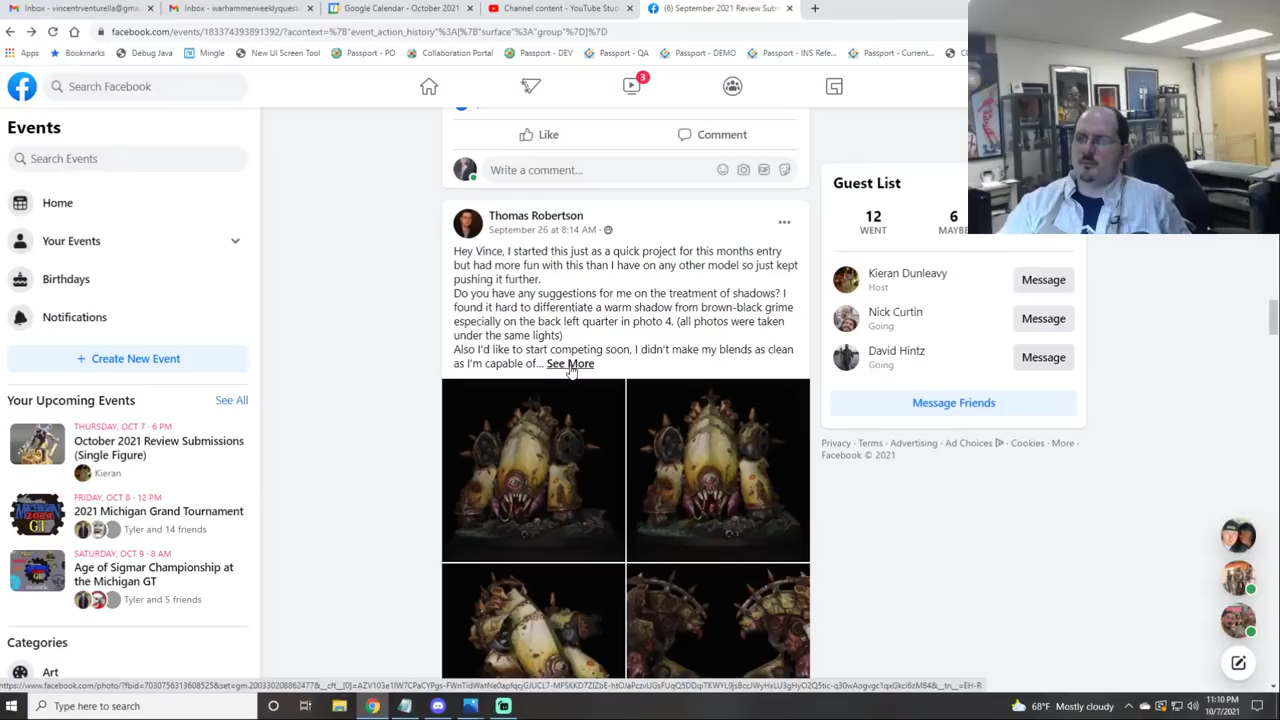 Inbox - vincentrventurella@gma
Inbox - warhammerweeklyquest
Google Calendar - October 2021
Channel content - YouTube Stud
(6) September 2021 Review Subm
facebook.com/events/183374393891392/?acontext=%7B"event_action_history"%3A[%7B"surface"%3A"group"%7D]%7D
Apps
Bookmarks
Debug Java
Mingle
New UI Screen Tool
Passport - PO
Collaboration Portal
Passport - DEV
Passport - QA
Passport - DEMO
Passport - INS Refe...
Passport - Current...
Search Facebook
3
Events
Search Events
Home
Your Events
Birthdays
Notifications
+ Create New Event
Your Upcoming Events
See All
THURSDAY, OCT 7 · 6 PM
October 2021 Review Submissions
(Single Figure)
Kieran
FRIDAY, OCT 8 · 12 PM
2021 Michigan Grand Tournament
Tyler and 14 friends
SATURDAY, OCT 9 · 8 AM
Age of Sigmar Championship at
the Michigan GT
Tyler and 5 friends
Categories
Art
Like
Comment
Write a comment...
Thomas Robertson
September 26 at 8:14 AM ·
Hey Vince, I started this just as a quick project for this months entry
but had more fun with this than I have on any other model so just kept
pushing it further.
Do you have any suggestions for me on the treatment of shadows? I
found it hard to differentiate a warm shadow from brown-black grime
especially on the back left quarter in photo 4. (all photos were taken
under the same lights)
Also I'd like to start competing soon, I didn't make my blends as clean
as I'm capable of... See More
Guest List
12
WENT
6
MAYBE
Kieran Dunleavy
Host
Message
Nick Curtin
Going
Message
David Hintz
Going
Message
Message Friends
Privacy · Terms · Advertising · Ad Choices · Cookies · More ·
Facebook © 2021
Type here to search
68°F Mostly cloudy
11:10 PM
10/7/2021